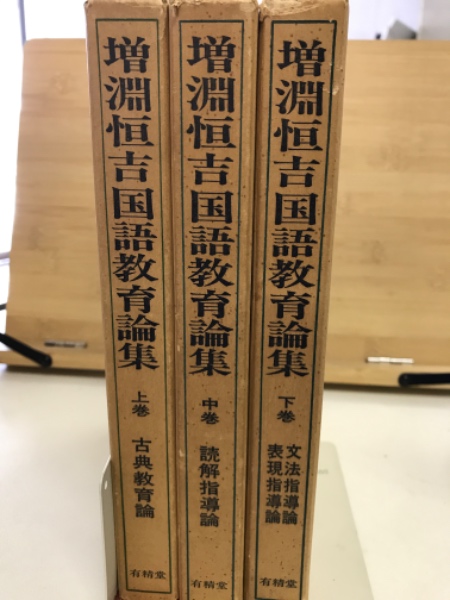 増淵恒吉国語教育論集
上巻
古典教育論
有精堂
増淵恒吉国語教育論集
中巻
読解指導論
有精堂
増淵恒吉国語教育論集
下巻
文法指導論
表現指導論
有精堂